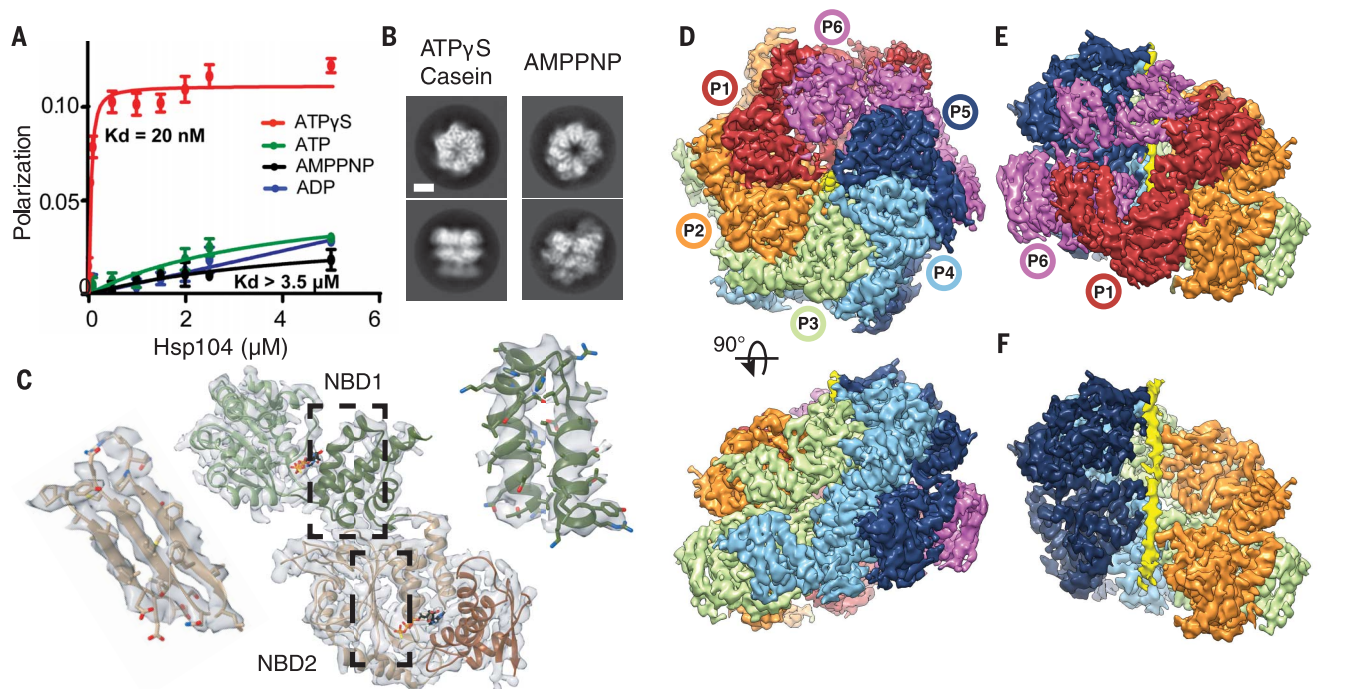 A
Polarization
0.10
0.05
0
0
2
4
6
Hsp104 (μM)
Kd = 20 nM
Kd > 3.5 μM
ATPγS
ATP
AMPPNP
ADP
B
ATPγS
Casein
AMPPNP
C
NBD1
NBD2
D
P6
P1
P5
P2
P4
P3
90°
E
P6
P1
F